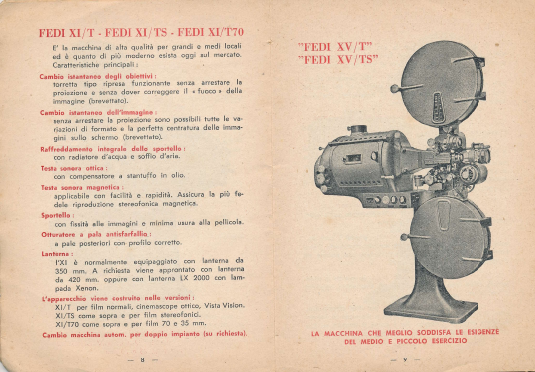 FEDI XI/T - FEDI XI/TS - FEDI XI/T70
E' la macchina di alta qualità per grandi e medi locali
ed è quanto di più moderno esista oggi sul mercato.
Caratteristiche principali :
Cambio istantaneo degli obiettivi :
torretta tipo ripresa funzionante senza arrestare la
proiezione e senza dover correggere il « fuoco » della
immagine (brevettato).
Cambio istantaneo dell'immagine :
senza arrestare la proiezione sono possibili tutte le va-
riazioni di formato e la perfetta centratura delle imma-
gini sullo schermo (brevettato).
Raffreddamento integrale dello sportello :
con radiatore d'acqua e soffio d'aria.
Testa sonora ottica :
con compensatore a stantuffo in olio.
Testa sonora magnetica :
applicabile con facilità e rapidità. Assicura la più fe-
dele riproduzione stereofonica magnetica.
Sportello :
con fissità alle immagini e minima usura alla pellicola.
Otturatore a pala antisfarfallio :
a pale posteriori con profilo corretto.
Lanterna :
l'XI è normalmente equipaggiato con lanterna da
350 mm. A richiesta viene approntato con lanterna
da 420 mm. oppure con lanterna LX 2000 con lam-
pada Xenon.
L'apparecchio viene costruito nelle versioni :
XI/T per film normali, cinemascope ottico, Vista Vision.
XI/TS come sopra e per film stereofonici.
XI/T70 come sopra e per film 70 e 35 mm.
Cambio macchina autom. per doppio impianto (su richiesta).
— 8 —
"FEDI XV/T"
"FEDI XV/TS"
LA MACCHINA CHE MEGLIO SODDISFA LE ESIGENZE
DEL MEDIO E PICCOLO ESERCIZIO
— 9 —